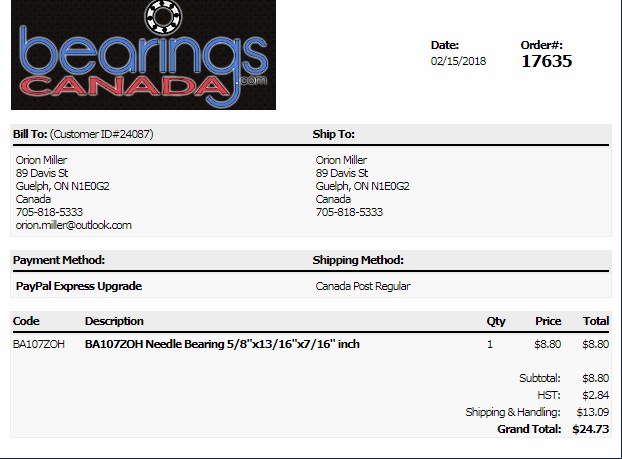 bearings
CANADA.com
Date: Order#:
02/15/2018 17635
Bill To: (Customer ID#24087) Ship To:
Orion Miller Orion Miller
89 Davis St 89 Davis St
Guelph, ON N1E0G2 Guelph, ON N1E0G2
Canada Canada
705-818-5333 705-818-5333
orion.miller@outlook.com
Payment Method: Shipping Method:
PayPal Express Upgrade Canada Post Regular
Code Description Qty Price Total
BA107ZOH BA107ZOH Needle Bearing 5/8"x13/16"x7/16" inch 1 $8.80 $8.80
Subtotal: $8.80
HST: $2.84
Shipping & Handling: $13.09
Grand Total: $24.73